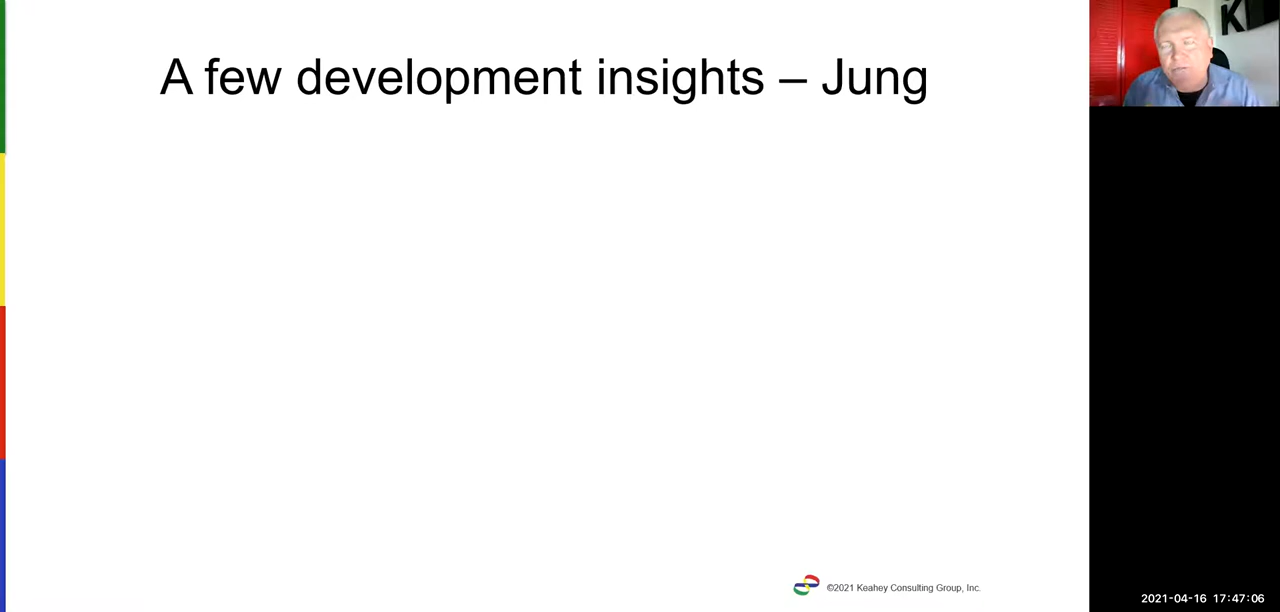 A few development insights – Jung
K
©2021 Keahey Consulting Group, Inc.
2021-04-16 17:47:06